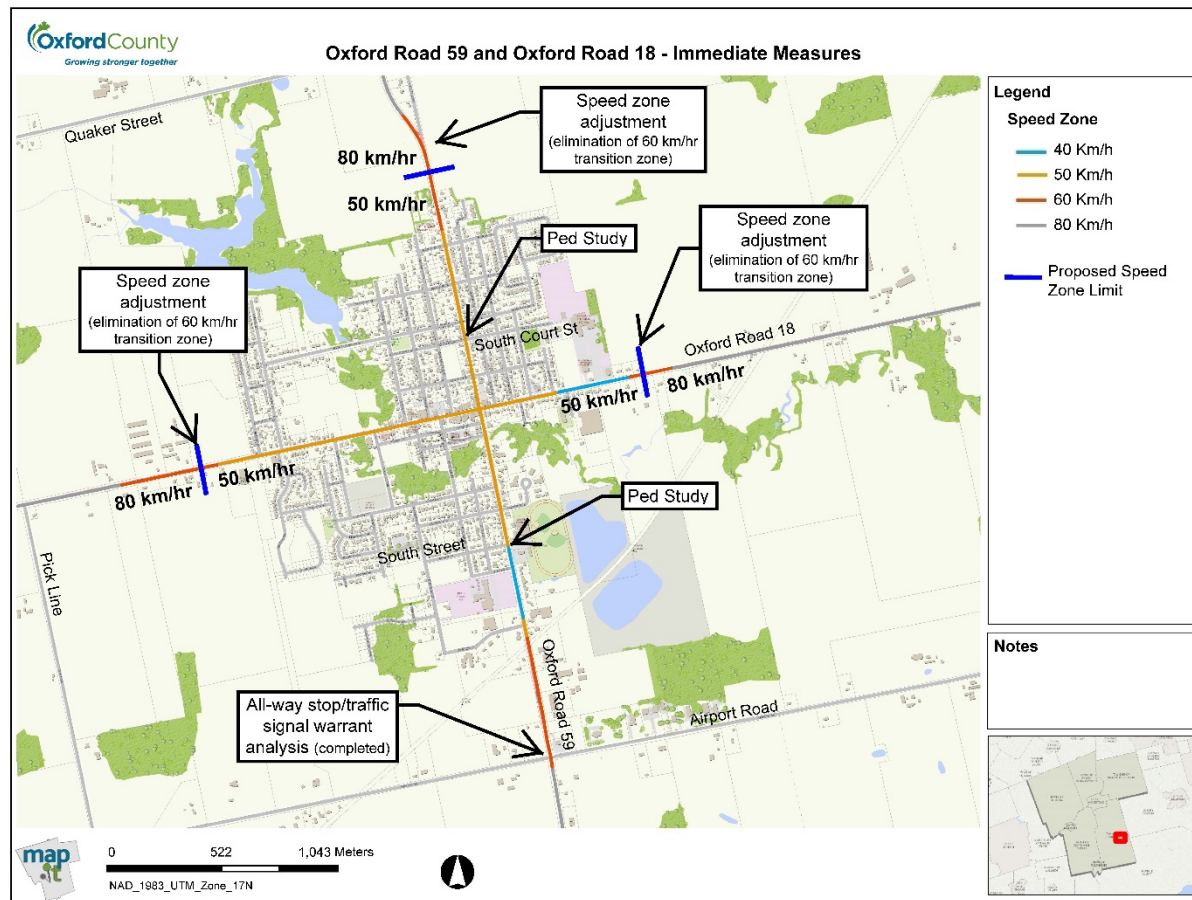 OxfordCounty
Growing stronger together
Oxford Road 59 and Oxford Road 18 - Immediate Measures
Quaker Street
Speed zone
adjustment
(elimination of 60 km/hr
transition zone)
80 km/hr
50 km/hr
Ped Study
Speed zone
adjustment
(elimination of 60 km/hr
transition zone)
Speed zone
adjustment
(elimination of 60 km/hr
transition zone)
South Court St
Oxford Road 18
50 km/hr
80 km/hr
80 km/hr
50 km/hr
Ped Study
South Street
Pick Line
Oxford Road 59
All-way stop/traffic
signal warrant
analysis (completed)
Airport Road
Legend
Speed Zone
40 Km/h
50 Km/h
60 Km/h
80 Km/h
Proposed Speed
Zone Limit
Notes
map
it
0 522 1,043 Meters
NAD_1983_UTM_Zone_17N